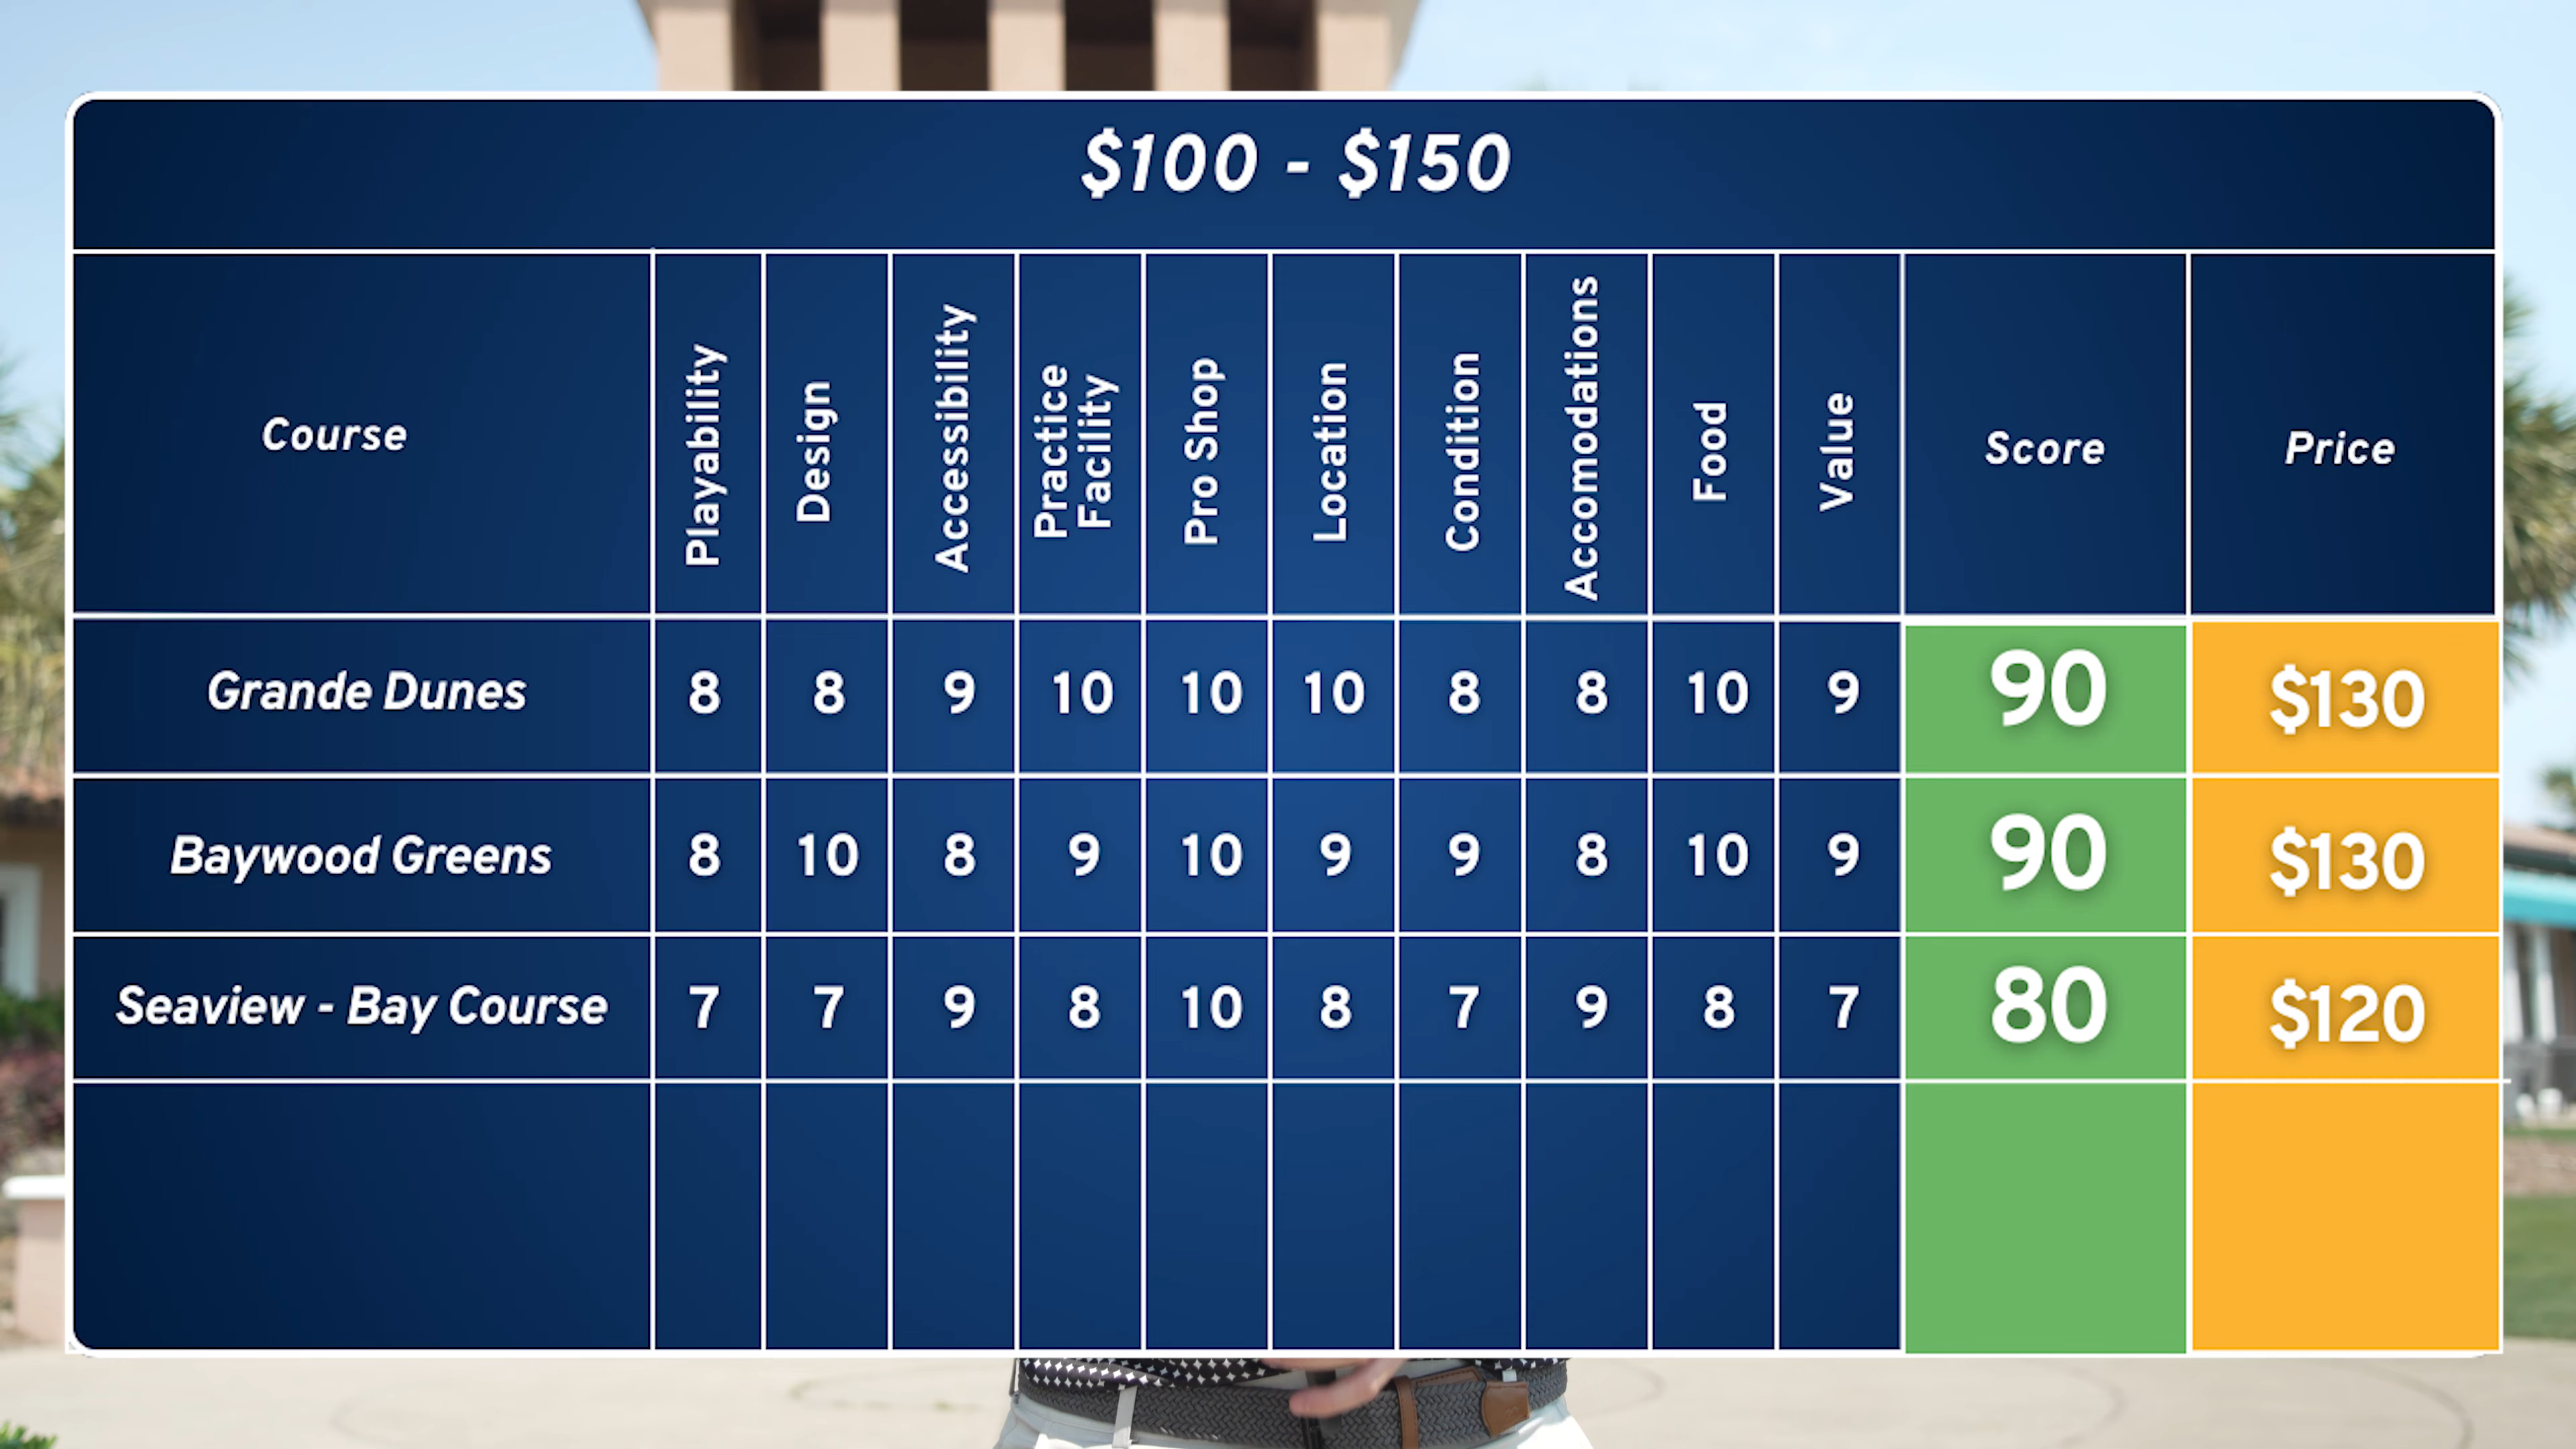 $100 - $150
Course Playability Design Accessibility Practice Facility Pro Shop Location Condition Accomodations Food Value Score Price
Grande Dunes 8 8 9 10 10 10 8 8 10 9 90 $130
Baywood Greens 8 10 8 9 10 9 9 8 10 9 90 $130
Seaview - Bay Course 7 7 9 8 10 8 7 9 8 7 80 $120